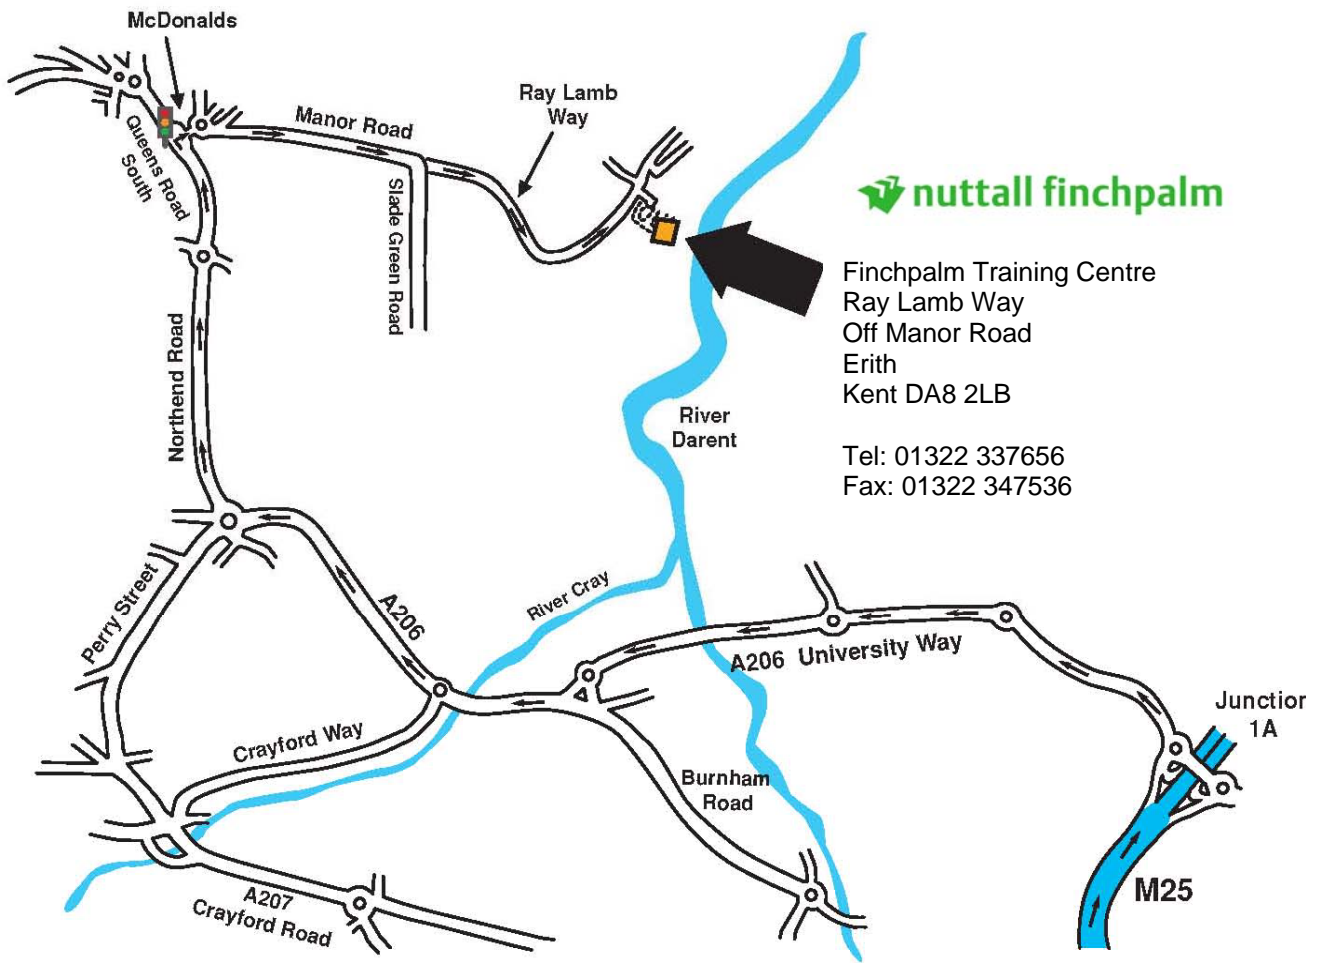 McDonalds
Ray Lamb
Way
Manor Road
Queens Road
South
Slade Green Road
nuttall finchpalm
Finchpalm Training Centre
Ray Lamb Way
Off Manor Road
Erith
Kent DA8 2LB
Tel: 01322 337656
Fax: 01322 347536
Northend Road
River
Darent
Perry Street
A206
River Cray
A206 University Way
Junction
1A
Crayford Way
Burnham
Road
M25
A207
Crayford Road